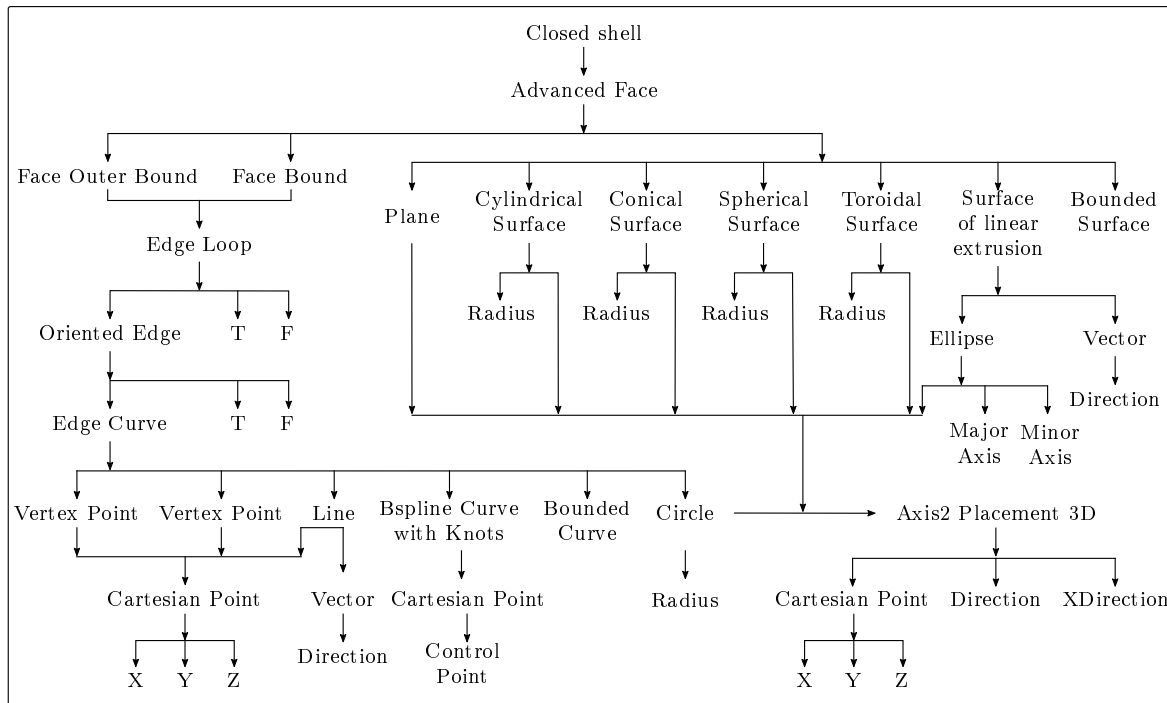 Closed shell
Advanced Face
Face Outer Bound
Face Bound
Plane
Cylindrical
Surface
Conical
Surface
Spherical
Surface
Toroidal
Surface
Surface
of linear
extrusion
Bounded
Surface
Edge Loop
Radius
Radius
Radius
Radius
Oriented Edge
T
F
Ellipse
Vector
Direction
Edge Curve
T
F
Major
Axis
Minor
Axis
Vertex Point
Vertex Point
Line
Bspline Curve
with Knots
Bounded
Curve
Circle
Axis2 Placement 3D
Cartesian Point
Vector
Cartesian Point
Radius
Cartesian Point
Direction
XDirection
Direction
Control
Point
X
Y
Z
X
Y
Z